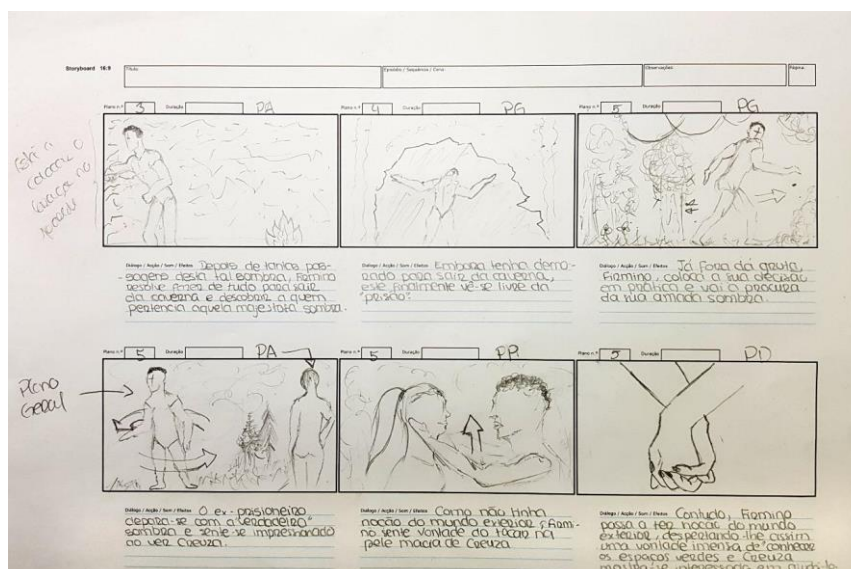 Storyboard 16:9
Título
Episódio / Sequência / Cena
Observações
Página
Plano n.º 3 Duração PA
Plano n.º 4 Duração PG
Plano n.º 5 Duração PG
Está a
colocar o
no
Diálogo / Acção / Som / Efeitos Depois de tantas pas-
-sagens desta tal sombra, Firmino
resolve fazer de tudo para sair
da caverna e descobrir a quem
pertencia aquela majestosa sombra.
Diálogo / Acção / Som / Efeitos Embora tenha demo-
rado para sair da caverna,
este finalmente vê-se livre da
"prisão".
Diálogo / Acção / Som / Efeitos Já fora da gruta,
Firmino, coloca a sua decisão
em prática e vai à procura
da sua amada sombra.
Plano n.º 5 Duração PA
Plano n.º 5 Duração PP
Plano n.º 5 Duração PD
Plano
Geral
Diálogo / Acção / Som / Efeitos O ex-prisioneiro
depara-se com a "verdadeira"
sombra e sente-se impressionado
ao ver Creuza.
Diálogo / Acção / Som / Efeitos Como não tinha
noção do mundo exterior, Firmi-
no sente vontade do tocar na
pele macia de Creuza
Diálogo / Acção / Som / Efeitos Contudo, Firmino
passa a ter noção do mundo
exterior, despertando-lhe assim
uma vontade imensa de conhecer
os espaços verdes e Creuza
mostra-se interessada em ajudá-lo